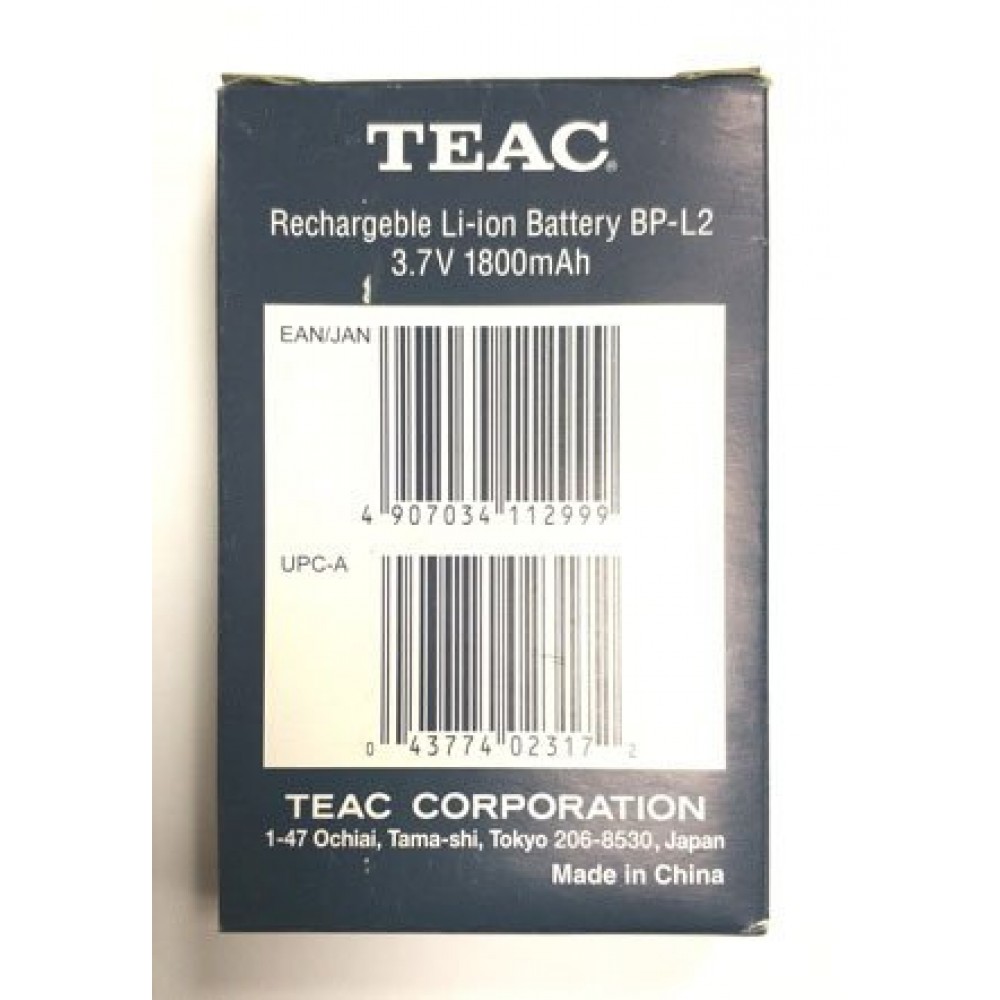 TEAC®
Rechargeble Li-ion Battery BP-L2
3.7V 1800mAh
EAN/JAN
4 907034 112999
UPC-A
0 43774 02317 2
TEAC CORPORATION
1-47 Ochiai, Tama-shi, Tokyo 206-8530, Japan
Made in China